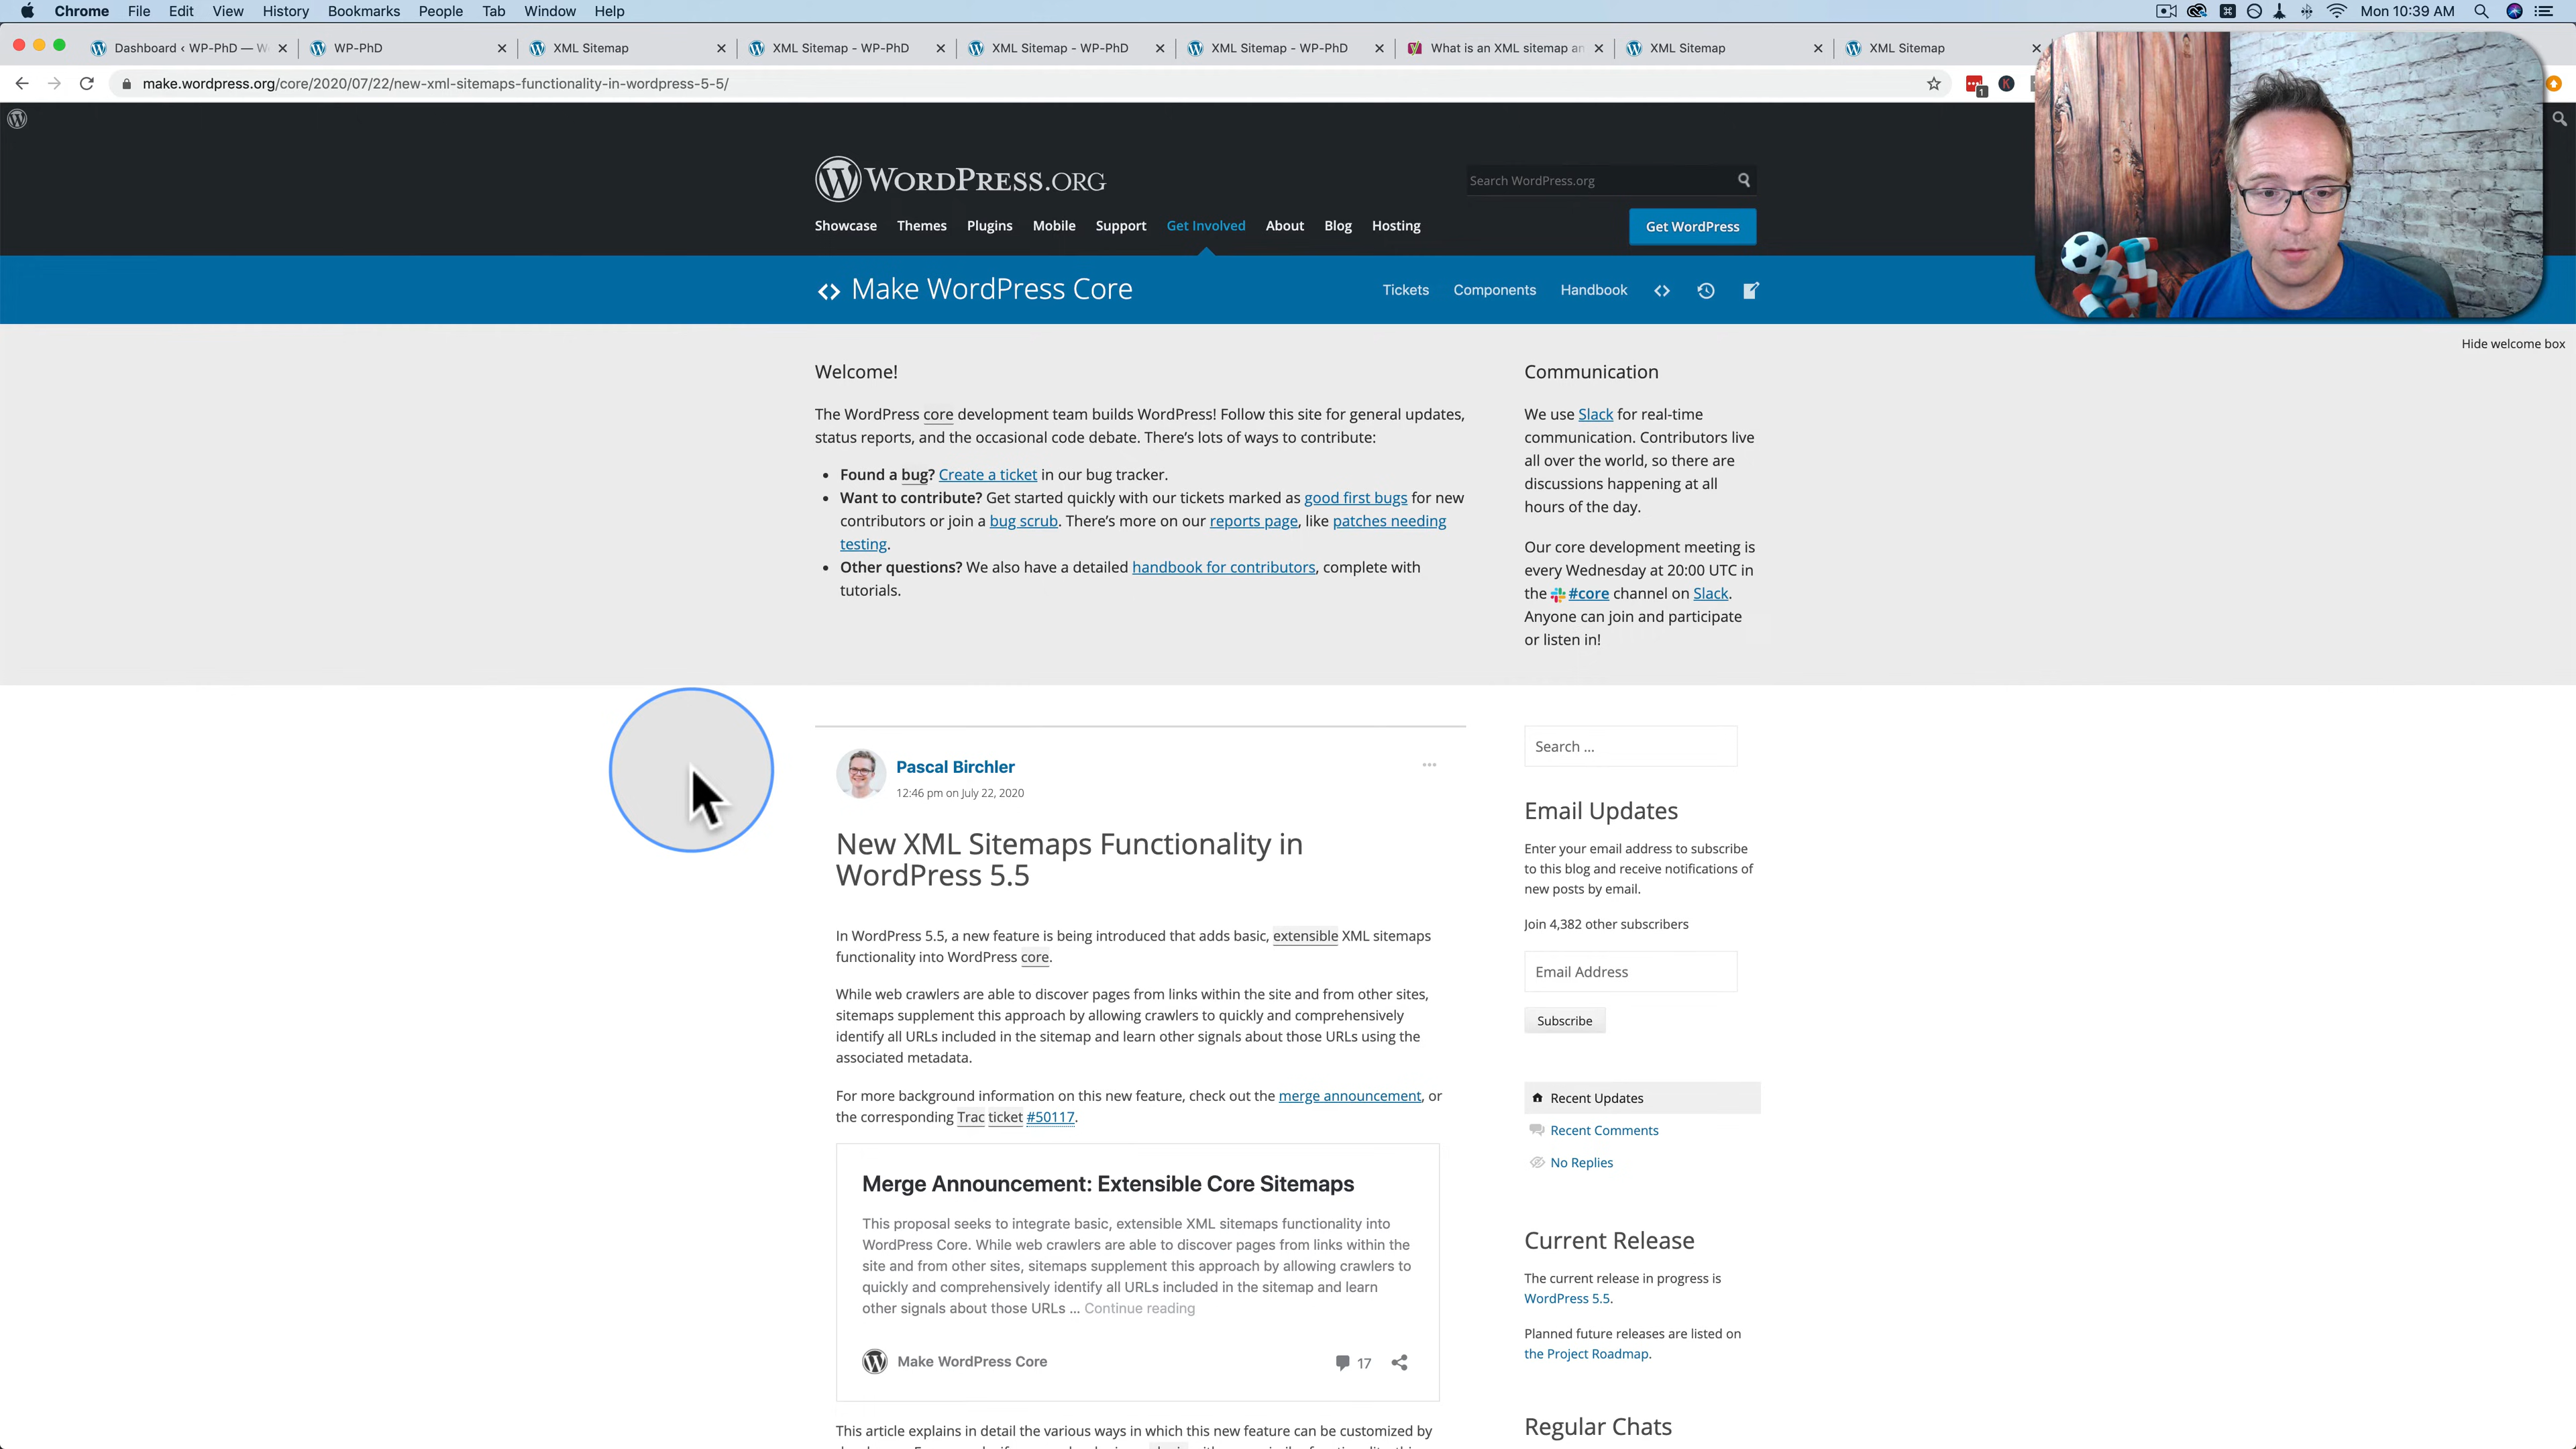 Chrome File Edit View History Bookmarks People Tab Window Help
Mon 10:39 AM
Dashboard ‹ WP-PhD — W
WP-PhD
XML Sitemap
XML Sitemap - WP-PhD
XML Sitemap - WP-PhD
XML Sitemap - WP-PhD
What is an XML sitemap an
XML Sitemap
XML Sitemap
make.wordpress.org/core/2020/07/22/new-xml-sitemaps-functionality-in-wordpress-5-5/
1
K
WORDPRESS.ORG
Search WordPress.org
Showcase Themes Plugins Mobile Support Get Involved About Blog Hosting
Get WordPress
<> Make WordPress Core
Tickets Components Handbook <>
Hide welcome box
Welcome!
The WordPress core development team builds WordPress! Follow this site for general updates,
status reports, and the occasional code debate. There’s lots of ways to contribute:
• Found a bug? Create a ticket in our bug tracker.
• Want to contribute? Get started quickly with our tickets marked as good first bugs for new
contributors or join a bug scrub. There’s more on our reports page, like patches needing
testing.
• Other questions? We also have a detailed handbook for contributors, complete with
tutorials.
Communication
We use Slack for real-time
communication. Contributors live
all over the world, so there are
discussions happening at all
hours of the day.
Our core development meeting is
every Wednesday at 20:00 UTC in
the #core channel on Slack.
Anyone can join and participate
or listen in!
Pascal Birchler
12:46 pm on July 22, 2020
New XML Sitemaps Functionality in
WordPress 5.5
In WordPress 5.5, a new feature is being introduced that adds basic, extensible XML sitemaps
functionality into WordPress core.
While web crawlers are able to discover pages from links within the site and from other sites,
sitemaps supplement this approach by allowing crawlers to quickly and comprehensively
identify all URLs included in the sitemap and learn other signals about those URLs using the
associated metadata.
For more background information on this new feature, check out the merge announcement, or
the corresponding Trac ticket #50117.
Merge Announcement: Extensible Core Sitemaps
This proposal seeks to integrate basic, extensible XML sitemaps functionality into
WordPress Core. While web crawlers are able to discover pages from links within the
site and from other sites, sitemaps supplement this approach by allowing crawlers to
quickly and comprehensively identify all URLs included in the sitemap and learn
other signals about those URLs ... Continue reading
Make WordPress Core
17
This article explains in detail the various ways in which this new feature can be customized by
Search ...
Email Updates
Enter your email address to subscribe
to this blog and receive notifications of
new posts by email.
Join 4,382 other subscribers
Email Address
Subscribe
Recent Updates
Recent Comments
No Replies
Current Release
The current release in progress is
WordPress 5.5.
Planned future releases are listed on
the Project Roadmap.
Regular Chats